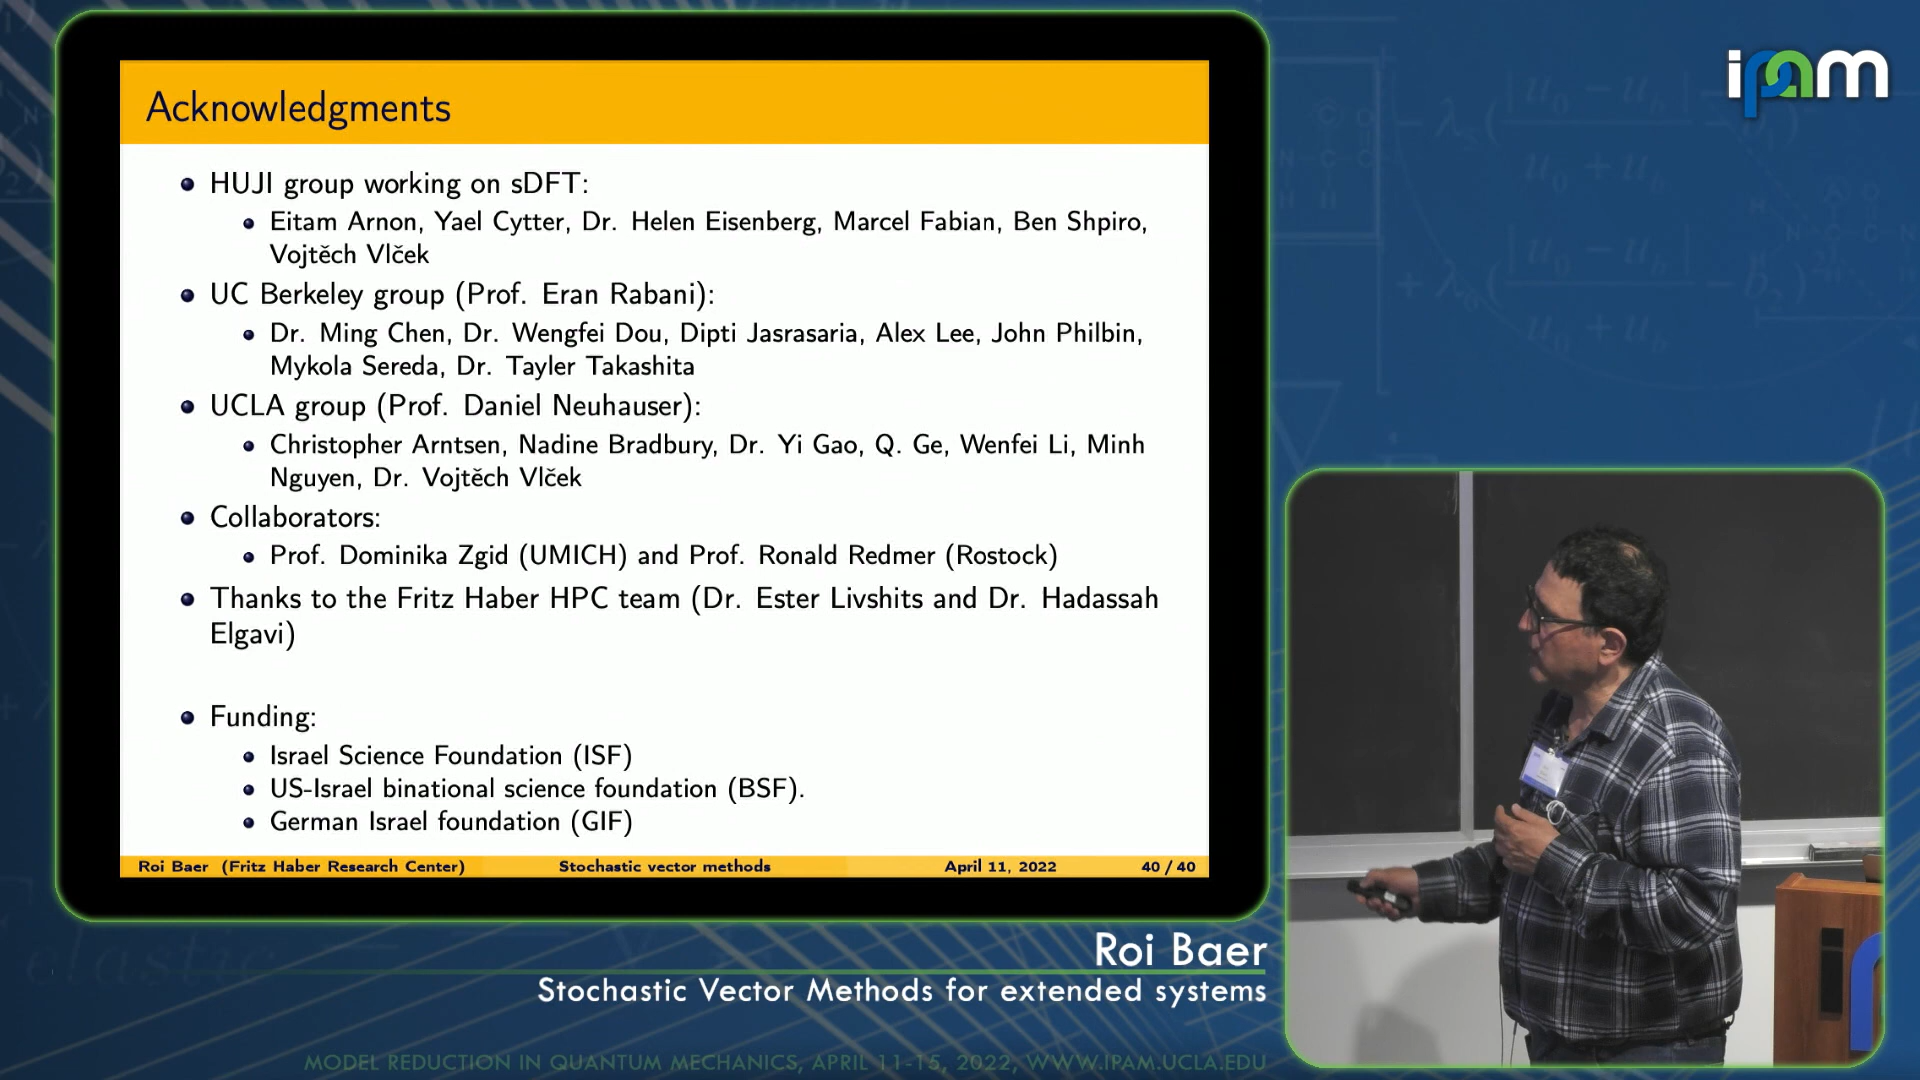 Acknowledgments
HUJI group working on sDFT:
Eitam Arnon, Yael Cytter, Dr. Helen Eisenberg, Marcel Fabian, Ben Shpiro,
Vojtěch Vlček
UC Berkeley group (Prof. Eran Rabani):
Dr. Ming Chen, Dr. Wengfei Dou, Dipti Jasrasaria, Alex Lee, John Philbin,
Mykola Sereda, Dr. Tayler Takashita
UCLA group (Prof. Daniel Neuhauser):
Christopher Arntsen, Nadine Bradbury, Dr. Yi Gao, Q. Ge, Wenfei Li, Minh
Nguyen, Dr. Vojtěch Vlček
Collaborators:
Prof. Dominika Zgid (UMICH) and Prof. Ronald Redmer (Rostock)
Thanks to the Fritz Haber HPC team (Dr. Ester Livshits and Dr. Hadassah
Elgavi)
Funding:
Israel Science Foundation (ISF)
US-Israel binational science foundation (BSF).
German Israel foundation (GIF)
Roi Baer (Fritz Haber Research Center) Stochastic vector methods April 11, 2022 40 / 40
ipam
Roi Baer
Stochastic Vector Methods for extended systems
MODEL REDUCTION IN QUANTUM MECHANICS, APRIL 11-15, 2022, WWW.IPAM.UCLA.EDU
elastic